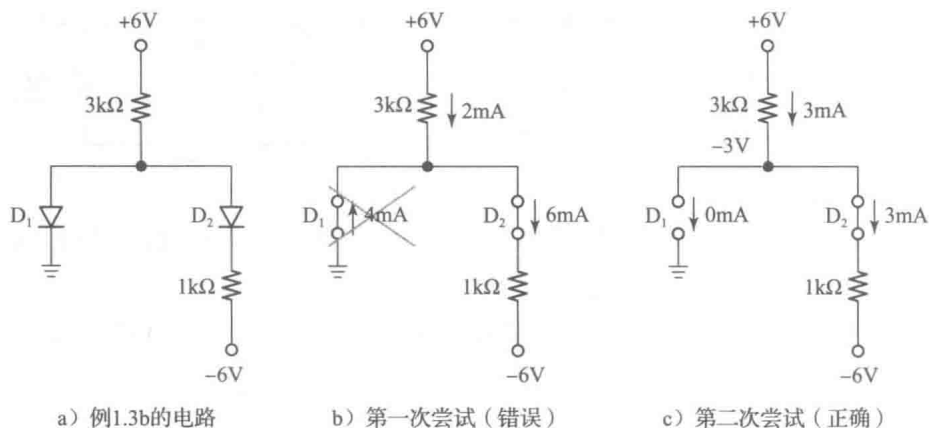 +6V
3kΩ
D₁
D₂
1kΩ
−6V
a）例1.3b的电路
+6V
3kΩ
2mA
D₁
4mA
D₂
6mA
1kΩ
−6V
b）第一次尝试（错误）
+6V
3kΩ
3mA
−3V
D₁
0mA
D₂
3mA
1kΩ
−6V
c）第二次尝试（正确）